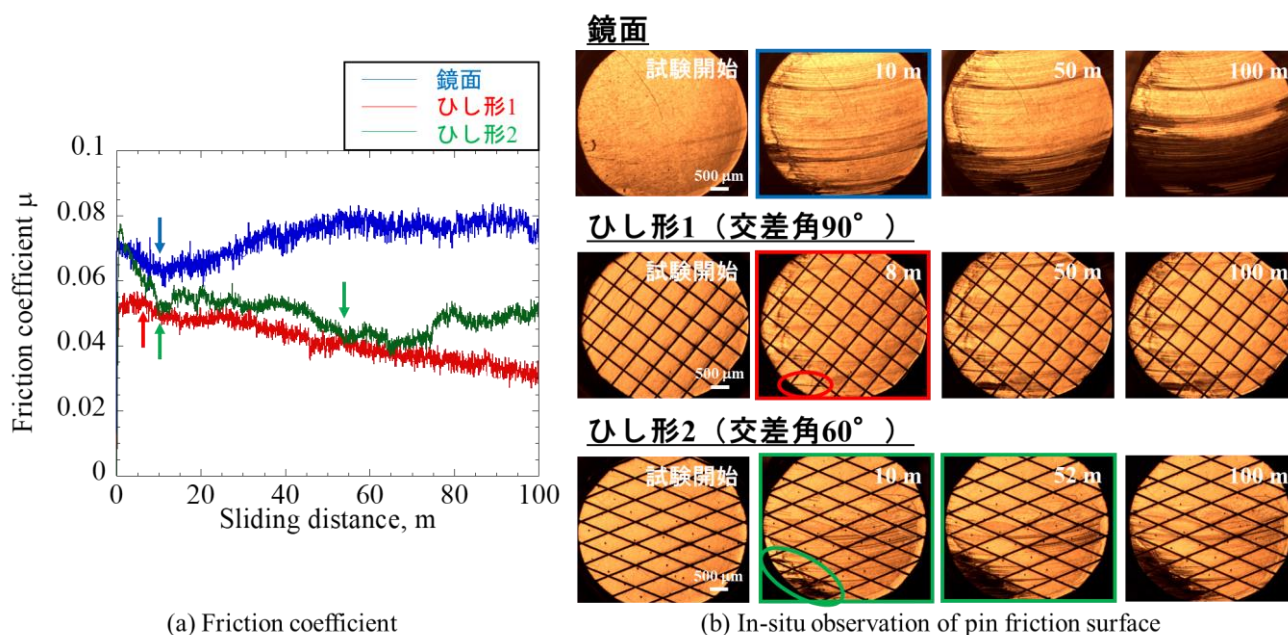 鏡面
ひし形1
ひし形2
0.1
0.08
0.06
0.04
0.02
0
Friction coefficient μ
0 20 40 60 80 100
Sliding distance, m
(a) Friction coefficient
鏡面
試験開始 10 m 50 m 100 m
500 μm
ひし形1（交差角90°）
試験開始 8 m 50 m 100 m
500 μm
ひし形2（交差角60°）
試験開始 10 m 52 m 100 m
500 μm
(b) In-situ observation of pin friction surface